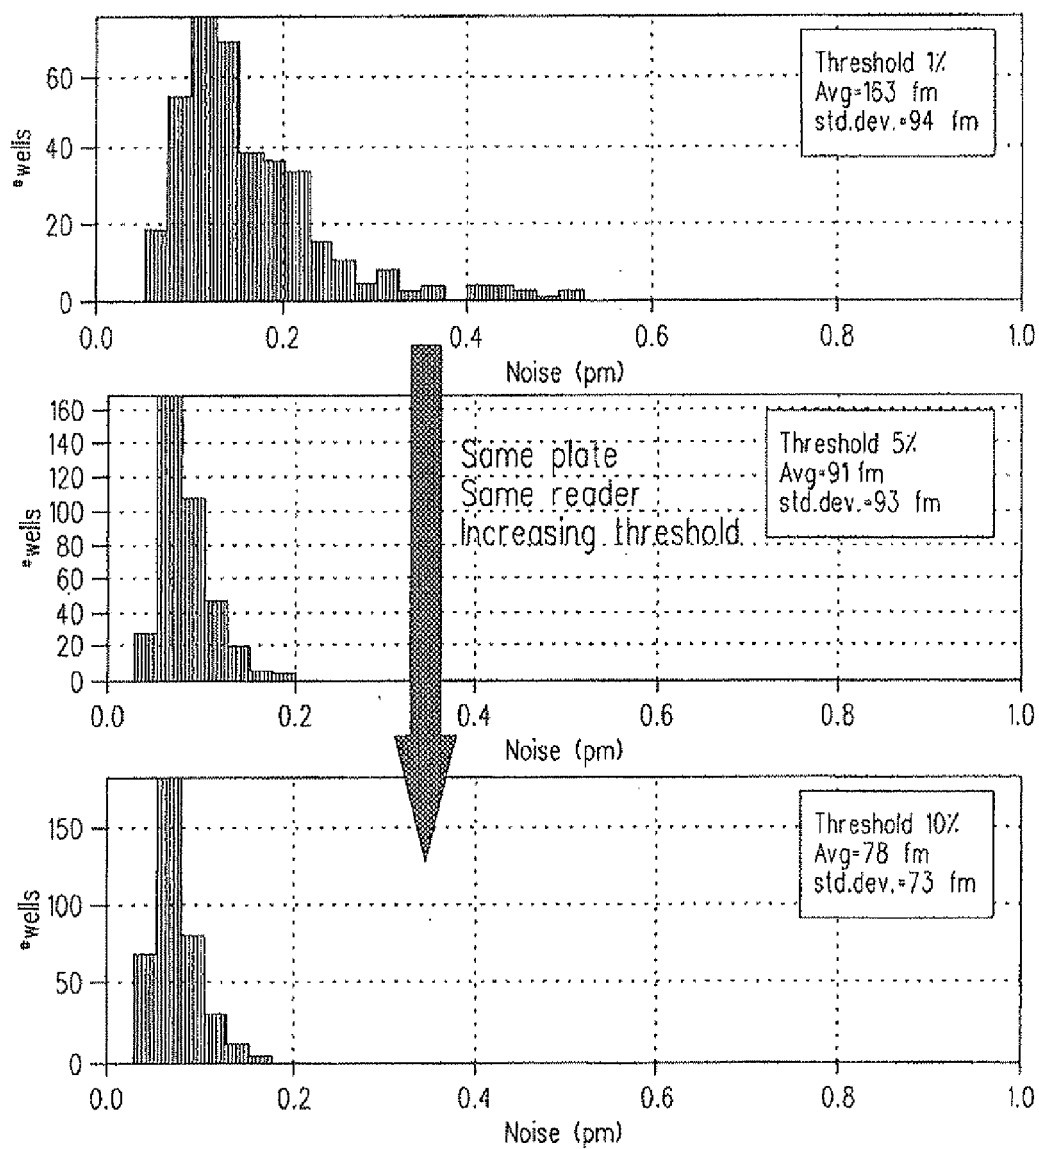 60
40
20
0
#wells
0.0 0.2 0.4 0.6 0.8 1.0
Noise (pm)
Threshold 1%
Avg=163 fm
std.dev.=94 fm
160
140
120
100
80
60
40
20
0
#wells
0.0 0.2 0.4 0.6 0.8 1.0
Noise (pm)
Same plate
Same reader
Increasing threshold
Threshold 5%
Avg=91 fm
std.dev.=93 fm
150
100
50
0
#wells
0.0 0.2 0.4 0.6 0.8 1.0
Noise (pm)
Threshold 10%
Avg=78 fm
std.dev.=73 fm